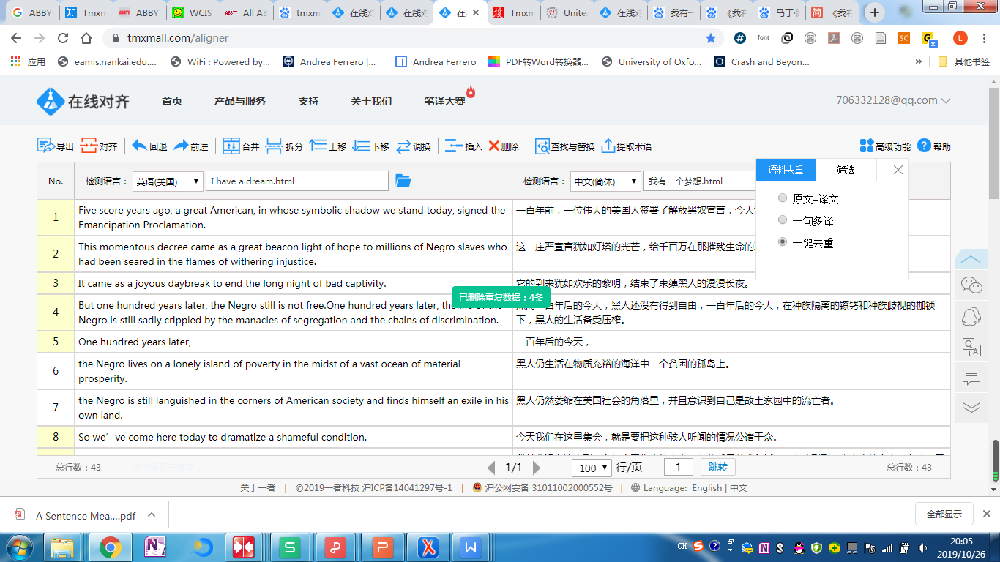 ABBY
Tmxm
ABBY
WCIS
All AB
tmxm
在线对
在线对
在
Tmxm
Unite
在线对
我有一
《我有
马丁·
《我有
tmxmall.com/aligner
font
SC
L
应用
eamis.nankai.edu....
WiFi : Powered by...
Andrea Ferrero |...
Andrea Ferrero
PDF转Word转换器...
University of Oxfo...
Crash and Beyon...
其他书签
在线对齐
首页
产品与服务
支持
关于我们
笔译大赛
706332128@qq.com
导出
对齐
回退
前进
合并
拆分
上移
下移
调换
插入
删除
查找与替换
提取术语
高级功能
帮助
No.
检测语言：
英语(美国)
I have a dream.html
检测语言：
中文(简体)
我有一个梦想.html
语料去重
筛选
原文=译文
一句多译
一键去重
1
Five score years ago, a great American, in whose symbolic shadow we stand today, signed the
Emancipation Proclamation.
一百年前，一位伟大的美国人签署了解放黑奴宣言，今天
2
This momentous decree came as a great beacon light of hope to millions of Negro slaves who
had been seared in the flames of withering injustice.
这一庄严宣言犹如灯塔的光芒，给千百万在那摧残生命的
3
It came as a joyous daybreak to end the long night of bad captivity.
它的到来犹如欢乐的黎明，结束了束缚黑人的漫漫长夜。
已删除重复数据：4条
4
But one hundred years later, the Negro still is not free.One hundred years later, the
Negro is still sadly crippled by the manacles of segregation and the chains of discrimination.
百年后的今天，黑人还没有得到自由，一百年后的今天，在种族隔离的镣铐和种族歧视的枷锁
下，黑人的生活备受压榨。
5
One hundred years later,
一百年后的今天，
6
the Negro lives on a lonely island of poverty in the midst of a vast ocean of material
prosperity.
黑人仍生活在物质充裕的海洋中一个贫困的孤岛上。
7
the Negro is still languished in the corners of American society and finds himself an exile in his
own land.
黑人仍然萎缩在美国社会的角落里，并且意识到自己是故土家园中的流亡者。
8
So we’ve come here today to dramatize a shameful condition.
今天我们在这里集会，就是要把这种骇人听闻的情况公诸于众。
总行数：43
1/1
100
行/页
1
跳转
总行数：43
关于一者 | ©2019一者科技 沪ICP备14041297号-1 | 沪公网安备 31011002000552号 | Language: English | 中文
A Sentence Mea....pdf
全部显示
CH
20:05
2019/10/26